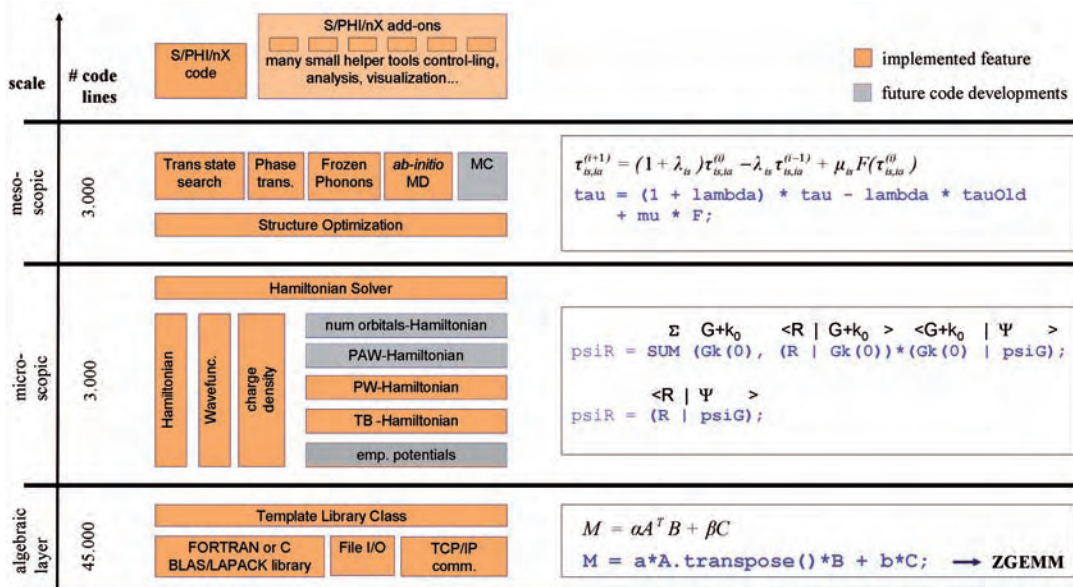 scale
# code
lines
S/PHI/nX
code
S/PHI/nX add-ons
many small helper tools control-ling,
analysis, visualization...
implemented feature
future code developments
meso-
scopic
3.000
Trans state
search
Phase
trans.
Frozen
Phonons
ab-initio
MD
MC
Structure Optimization
τ_{is,ia}^{(i+1)} = (1 + λ_{is})τ_{is,ia}^{(i)} − λ_{is} τ_{is,ia}^{(i−1)} + μ_{is}F(τ_{is,ia}^{(i)})
tau = (1 + lambda) * tau - lambda * tauOld
+ mu * F;
micro-
scopic
3.000
Hamiltonian Solver
Hamiltonian
Wavefunc.
charge
density
num orbitals-Hamiltonian
PAW-Hamiltonian
PW-Hamiltonian
TB -Hamiltonian
emp. potentials
Σ G+k₀ <R | G+k₀ > <G+k₀ | Ψ >
psiR = SUM (Gk(0), (R | Gk(0))*(Gk(0) | psiG);
<R | Ψ >
psiR = (R | psiG);
algebraic
layer
45.000
Template Library Class
FORTRAN or C
BLAS/LAPACK library
File I/O
TCP/IP
comm.
M = αAᵀB + βC
M = a*A.transpose()*B + b*C; → ZGEMM